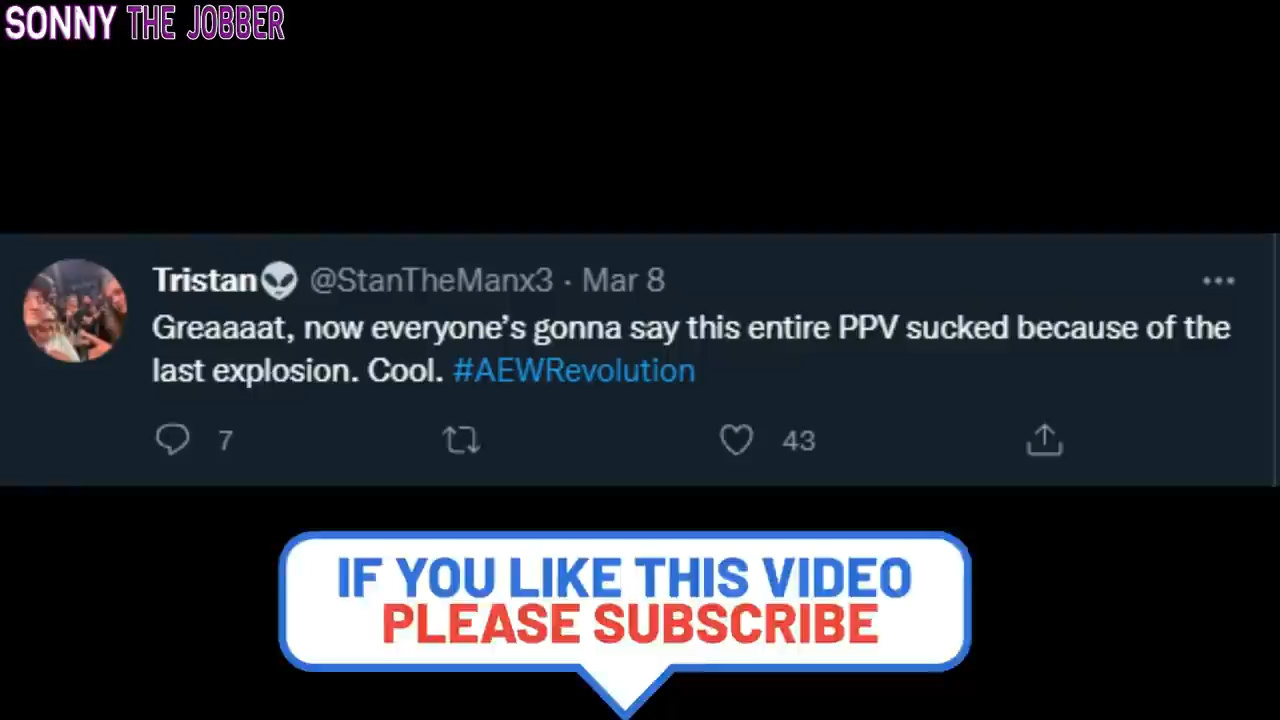 SONNY THE JOBBER
Tristan👽 @StanTheManx3 · Mar 8
Greaaaat, now everyone’s gonna say this entire PPV sucked because of the
last explosion. Cool. #AEWRevolution
7 43
IF YOU LIKE THIS VIDEO
PLEASE SUBSCRIBE